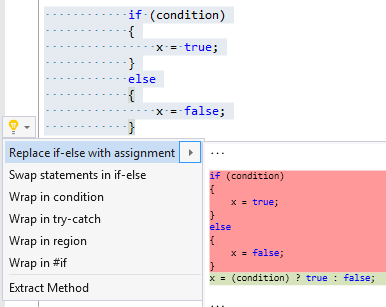 if (condition)
{
x = true;
}
else
{
x = false;
}
Replace if-else with assignment
Swap statements in if-else
Wrap in condition
Wrap in try-catch
Wrap in region
Wrap in #if
Extract Method
...
if (condition)
{
x = true;
}
else
{
x = false;
}
x = (condition) ? true : false;
...